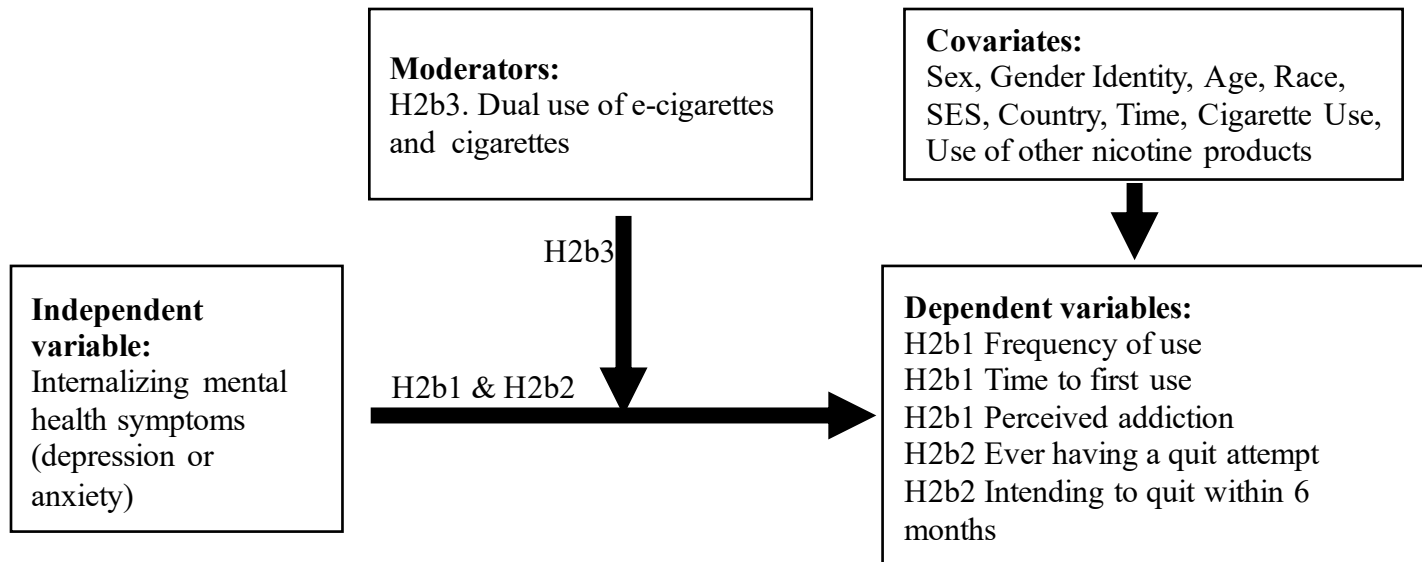 Moderators:
H2b3. Dual use of e-cigarettes
and cigarettes
Covariates:
Sex, Gender Identity, Age, Race,
SES, Country, Time, Cigarette Use,
Use of other nicotine products
H2b3
Independent
variable:
Internalizing mental
health symptoms
(depression or
anxiety)
H2b1 & H2b2
Dependent variables:
H2b1 Frequency of use
H2b1 Time to first use
H2b1 Perceived addiction
H2b2 Ever having a quit attempt
H2b2 Intending to quit within 6
months